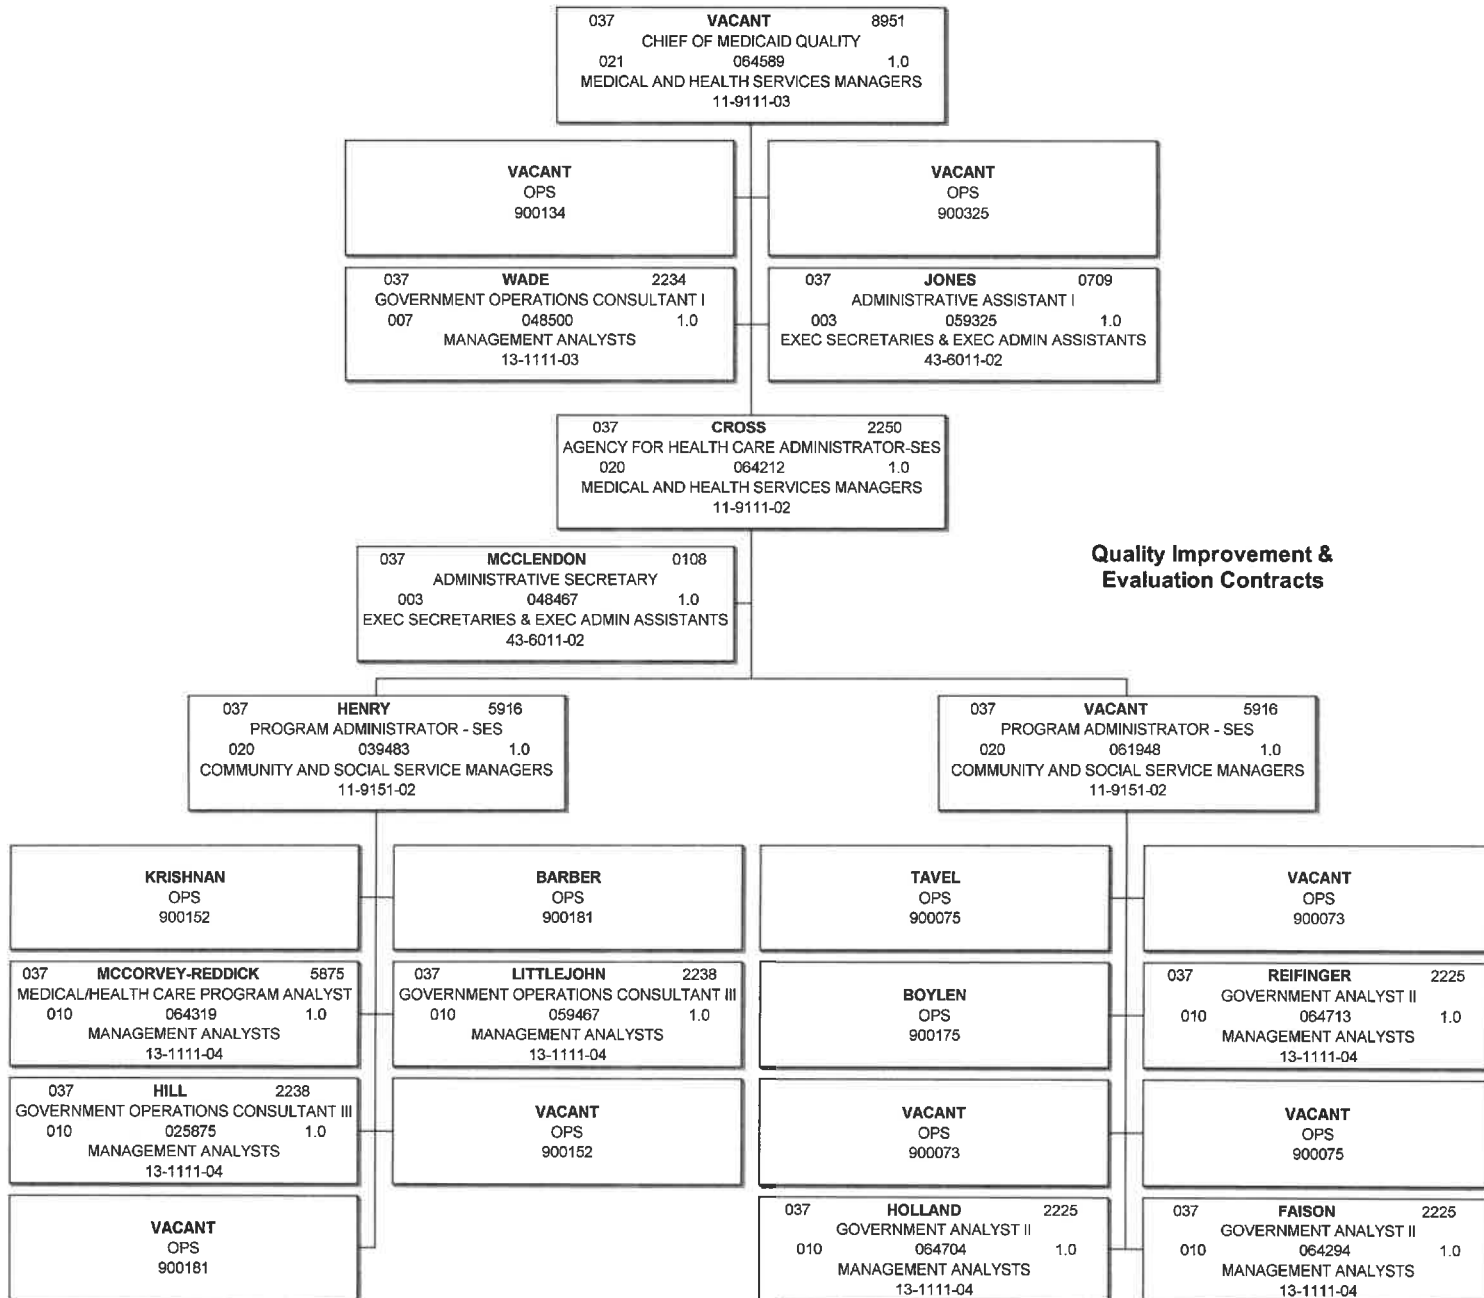 037 VACANT 8951
CHIEF OF MEDICAID QUALITY
021 064589 1.0
MEDICAL AND HEALTH SERVICES MANAGERS
11-9111-03
VACANT
OPS
900134
VACANT
OPS
900325
037 WADE 2234
GOVERNMENT OPERATIONS CONSULTANT I
007 048500 1.0
MANAGEMENT ANALYSTS
13-1111-03
037 JONES 0709
ADMINISTRATIVE ASSISTANT I
003 059325 1.0
EXEC SECRETARIES & EXEC ADMIN ASSISTANTS
43-6011-02
037 CROSS 2250
AGENCY FOR HEALTH CARE ADMINISTRATOR-SES
020 064212 1.0
MEDICAL AND HEALTH SERVICES MANAGERS
11-9111-02
037 MCCLENDON 0108
ADMINISTRATIVE SECRETARY
003 048467 1.0
EXEC SECRETARIES & EXEC ADMIN ASSISTANTS
43-6011-02
Quality Improvement &
Evaluation Contracts
037 HENRY 5916
PROGRAM ADMINISTRATOR - SES
020 039483 1.0
COMMUNITY AND SOCIAL SERVICE MANAGERS
11-9151-02
037 VACANT 5916
PROGRAM ADMINISTRATOR - SES
020 061948 1.0
COMMUNITY AND SOCIAL SERVICE MANAGERS
11-9151-02
KRISHNAN
OPS
900152
BARBER
OPS
900181
TAVEL
OPS
900075
VACANT
OPS
900073
037 MCCORVEY-REDDICK 5875
MEDICAL/HEALTH CARE PROGRAM ANALYST
010 064319 1.0
MANAGEMENT ANALYSTS
13-1111-04
037 LITTLEJOHN 2238
GOVERNMENT OPERATIONS CONSULTANT III
010 059467 1.0
MANAGEMENT ANALYSTS
13-1111-04
BOYLEN
OPS
900175
037 REIFINGER 2225
GOVERNMENT ANALYST II
010 064713 1.0
MANAGEMENT ANALYSTS
13-1111-04
037 HILL 2238
GOVERNMENT OPERATIONS CONSULTANT III
010 025875 1.0
MANAGEMENT ANALYSTS
13-1111-04
VACANT
OPS
900152
VACANT
OPS
900073
VACANT
OPS
900075
VACANT
OPS
900181
037 HOLLAND 2225
GOVERNMENT ANALYST II
010 064704 1.0
MANAGEMENT ANALYSTS
13-1111-04
037 FAISON 2225
GOVERNMENT ANALYST II
010 064294 1.0
MANAGEMENT ANALYSTS
13-1111-04